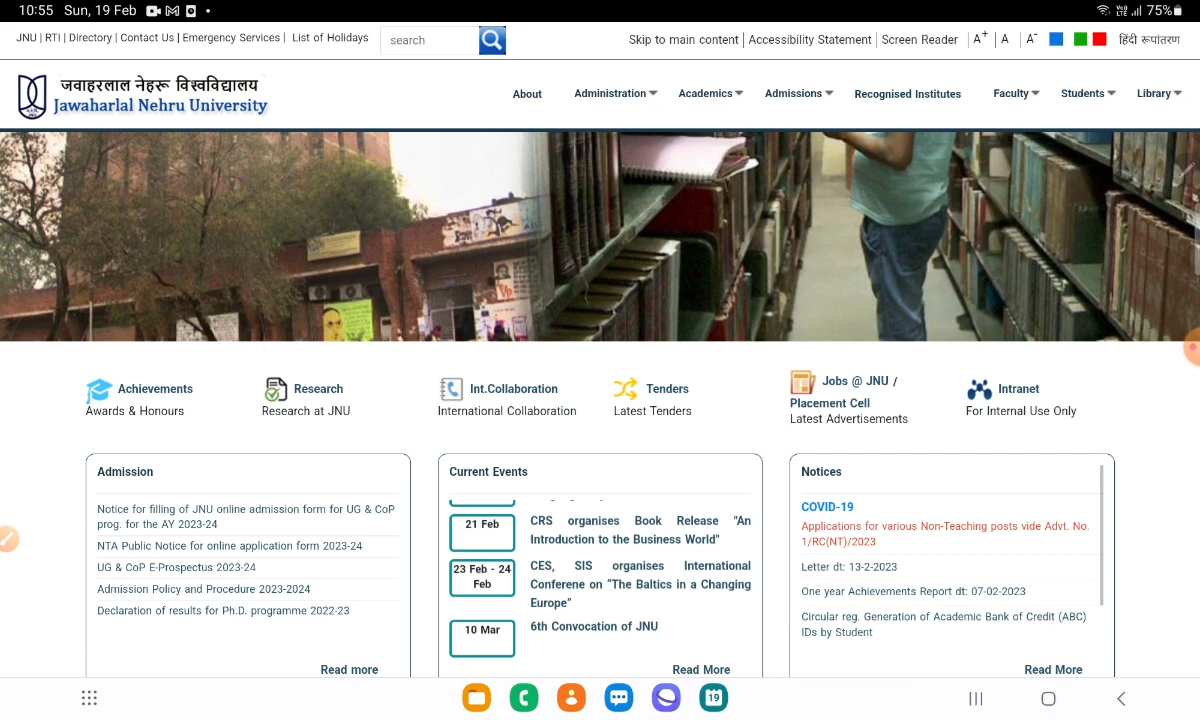 10:55 Sun, 19 Feb
VoD LTE 75%
JNU | RTI | Directory | Contact Us | Emergency Services | List of Holidays
search
Skip to main content | Accessibility Statement | Screen Reader | A+ | A | A- हिंदी रूपांतरण
जवाहरलाल नेहरू विश्वविद्यालय
Jawaharlal Nehru University
About Administration Academics Admissions Recognised Institutes Faculty Students Library
Achievements
Awards & Honours
Research
Research at JNU
Int.Collaboration
International Collaboration
Tenders
Latest Tenders
Jobs @ JNU /
Placement Cell
Latest Advertisements
Intranet
For Internal Use Only
Admission
Notice for filling of JNU online admission form for UG & CoP
prog. for the AY 2023-24
NTA Public Notice for online application form 2023-24
UG & CoP E-Prospectus 2023-24
Admission Policy and Procedure 2023-2024
Declaration of results for Ph.D. programme 2022-23
Read more
Current Events
21 Feb
CRS organises Book Release "An
Introduction to the Business World"
23 Feb - 24
Feb
CES, SIS organises International
Conferene on “The Baltics in a Changing
Europe”
10 Mar
6th Convocation of JNU
Read More
Notices
COVID-19
Applications for various Non-Teaching posts vide Advt. No.
1/RC(NT)/2023
Letter dt: 13-2-2023
One year Achievements Report dt: 07-02-2023
Circular reg. Generation of Academic Bank of Credit (ABC)
IDs by Student
Read More
19